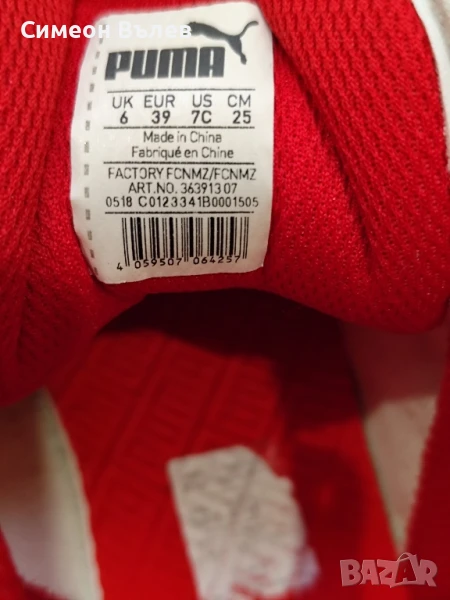 Симеон Вълев
PUMA
UK EUR US CM
6 39 7C 25
Made in China
Fabriqué en Chine
FACTORY FCNMZ/FCNMZ
ART.NO. 363913 07
0518 C0123341B0001505
4 059507 064257
BAZAR